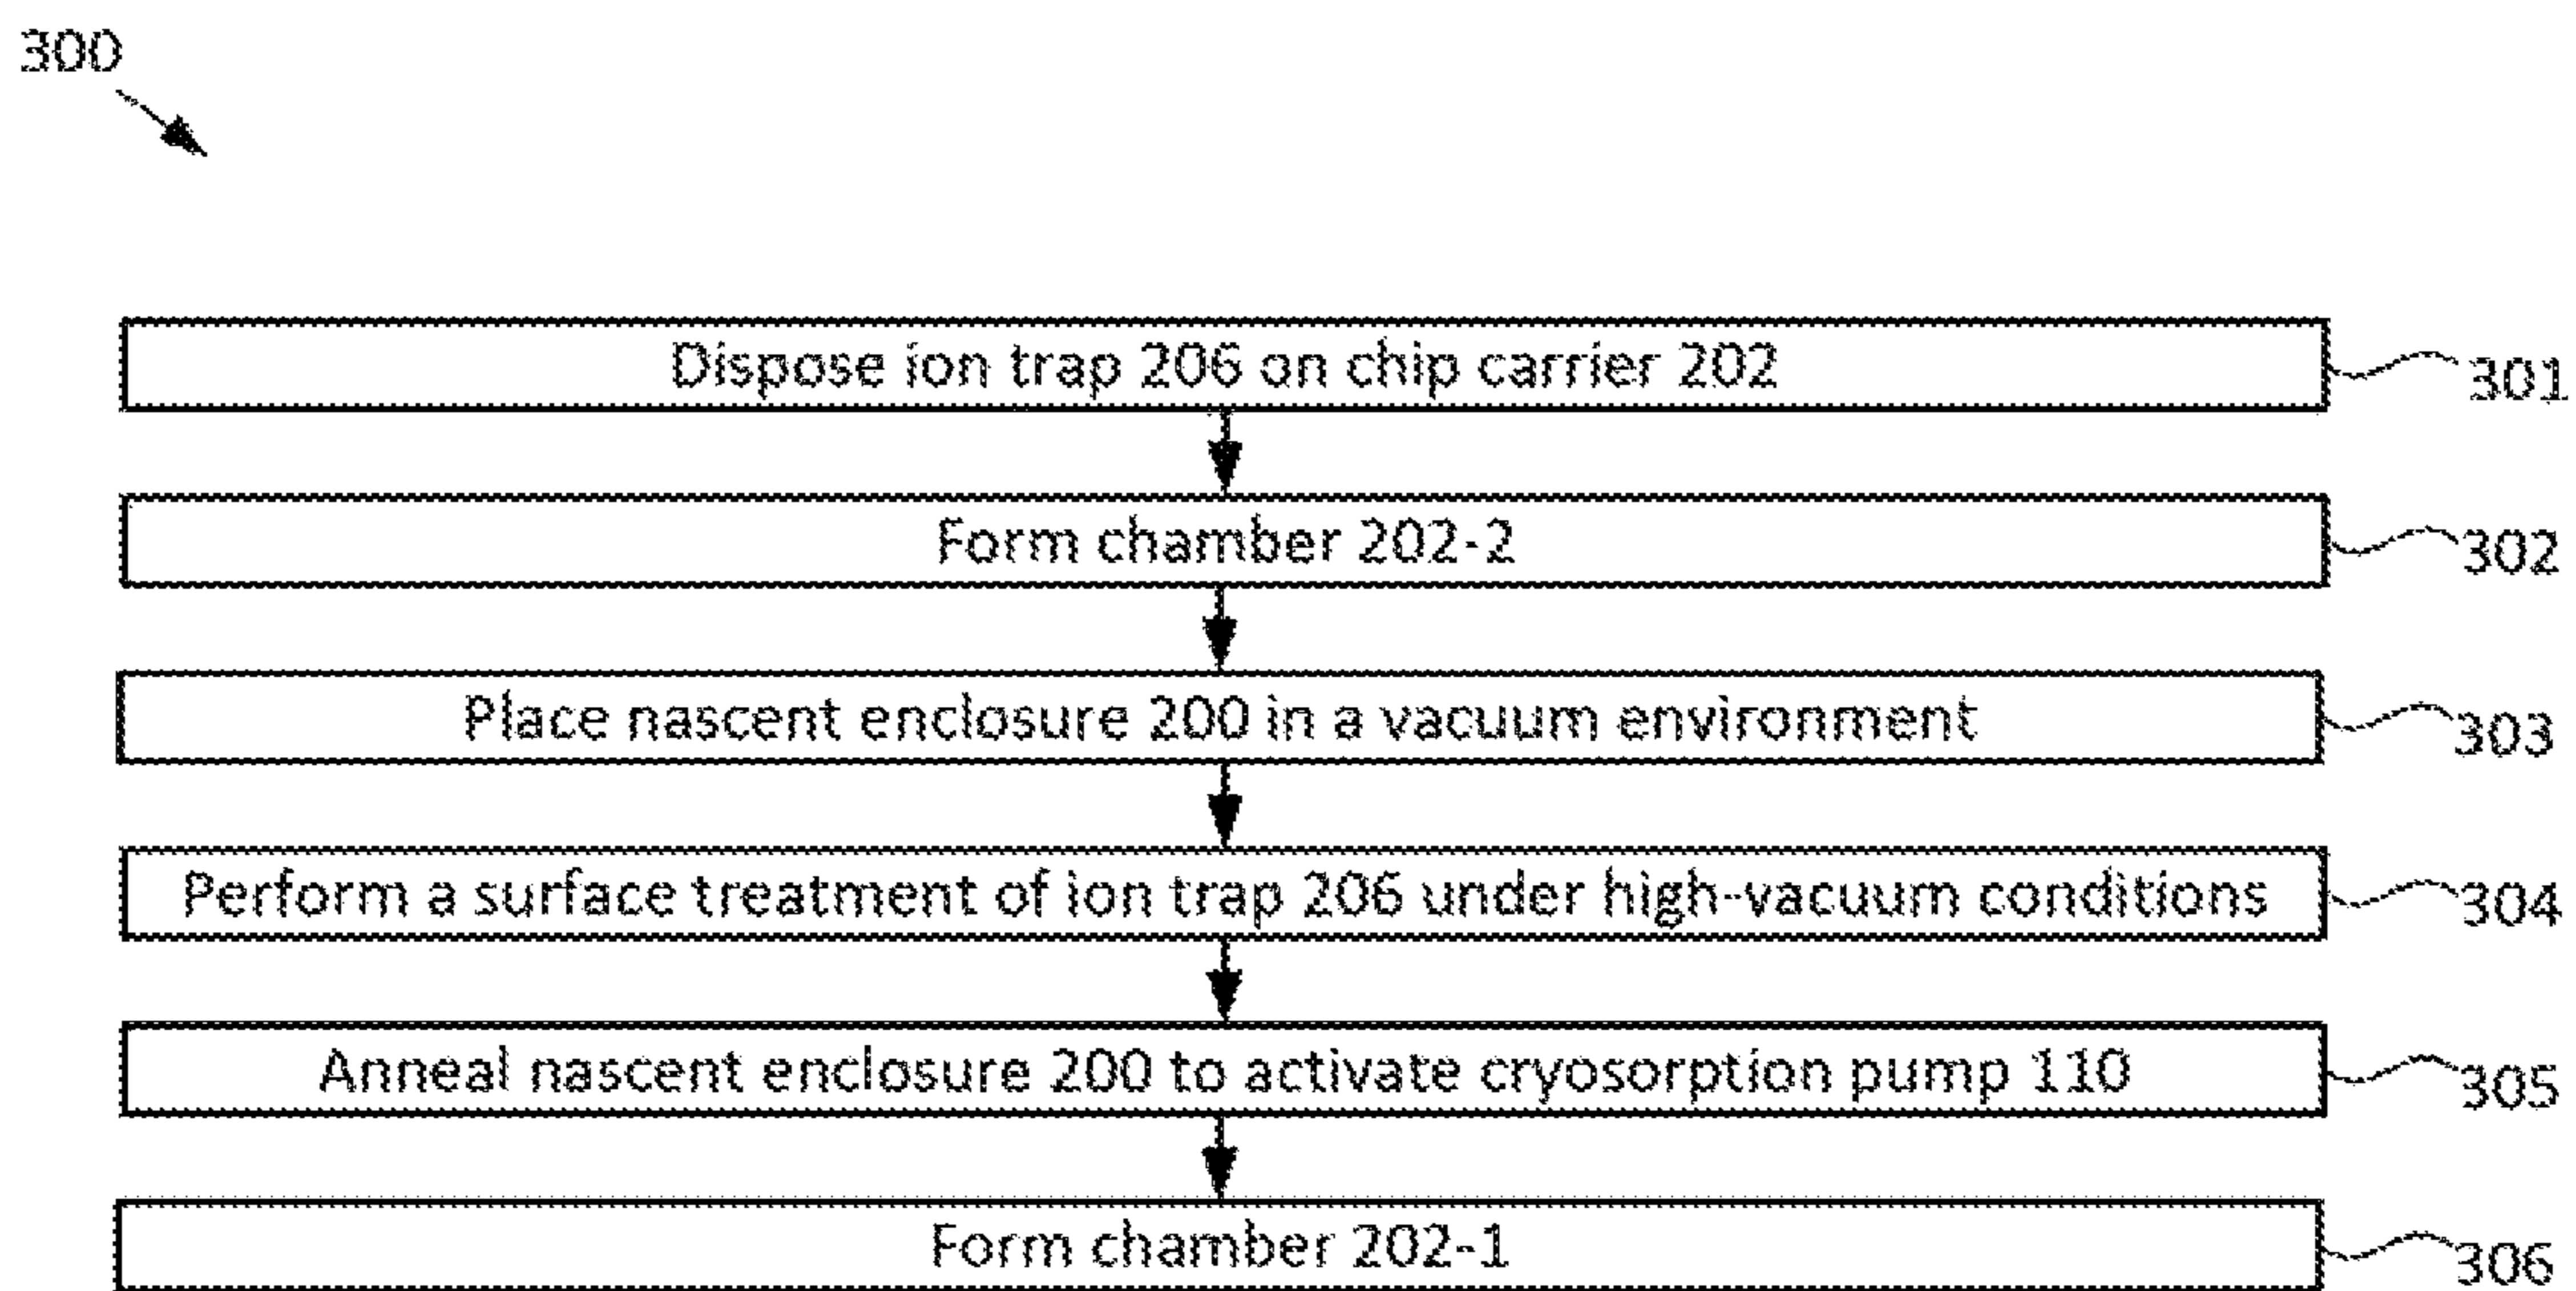 300
Dispose ion trap 206 on chip carrier 202
301
Form chamber 202-2
302
Place nascent enclosure 200 in a vacuum environment
303
Perform a surface treatment of ion trap 206 under high-vacuum conditions
304
Anneal nascent enclosure 200 to activate cryosorption pump 110
305
Form chamber 202-1
306